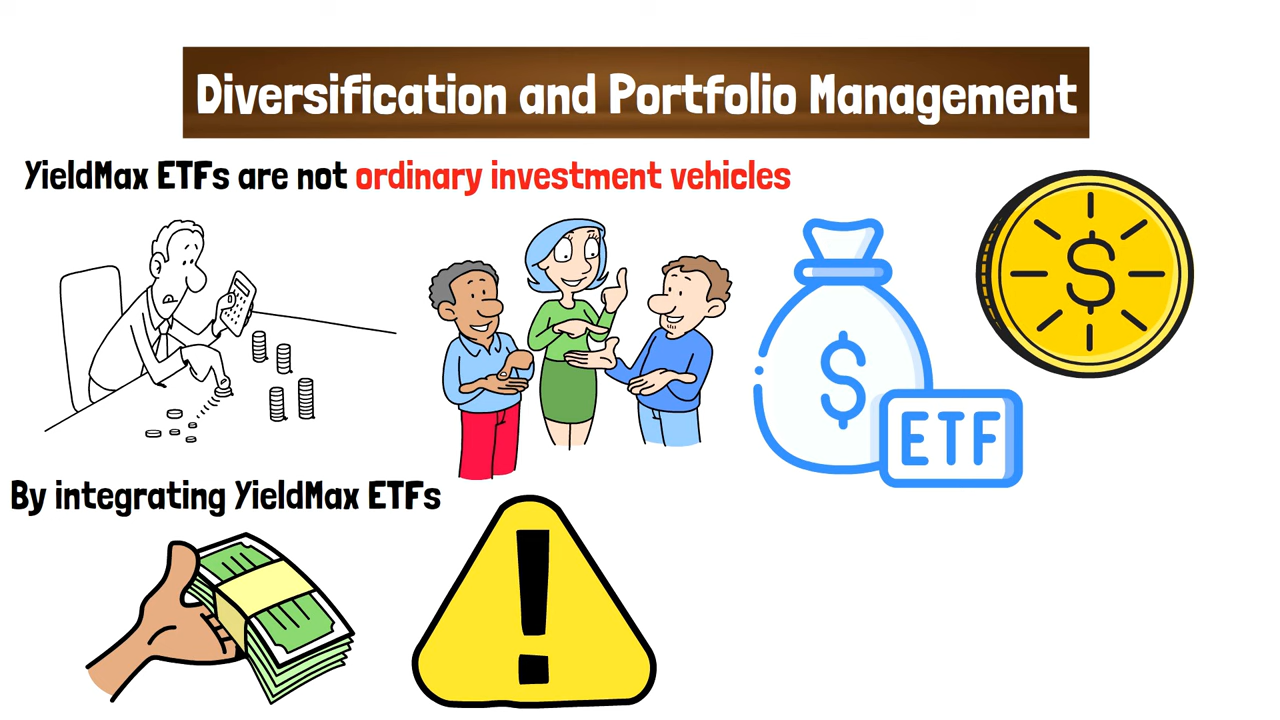 Diversification and Portfolio Management
YieldMax ETFs are not ordinary investment vehicles
$
$
ETF
By integrating YieldMax ETFs
!